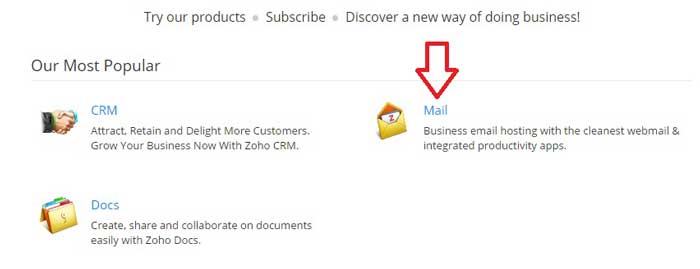 Try our products • Subscribe • Discover a new way of doing business!
Our Most Popular
CRM
Attract, Retain and Delight More Customers.
Grow Your Business Now With Zoho CRM.
Mail
Business email hosting with the cleanest webmail &
integrated productivity apps.
Docs
Create, share and collaborate on documents
easily with Zoho Docs.